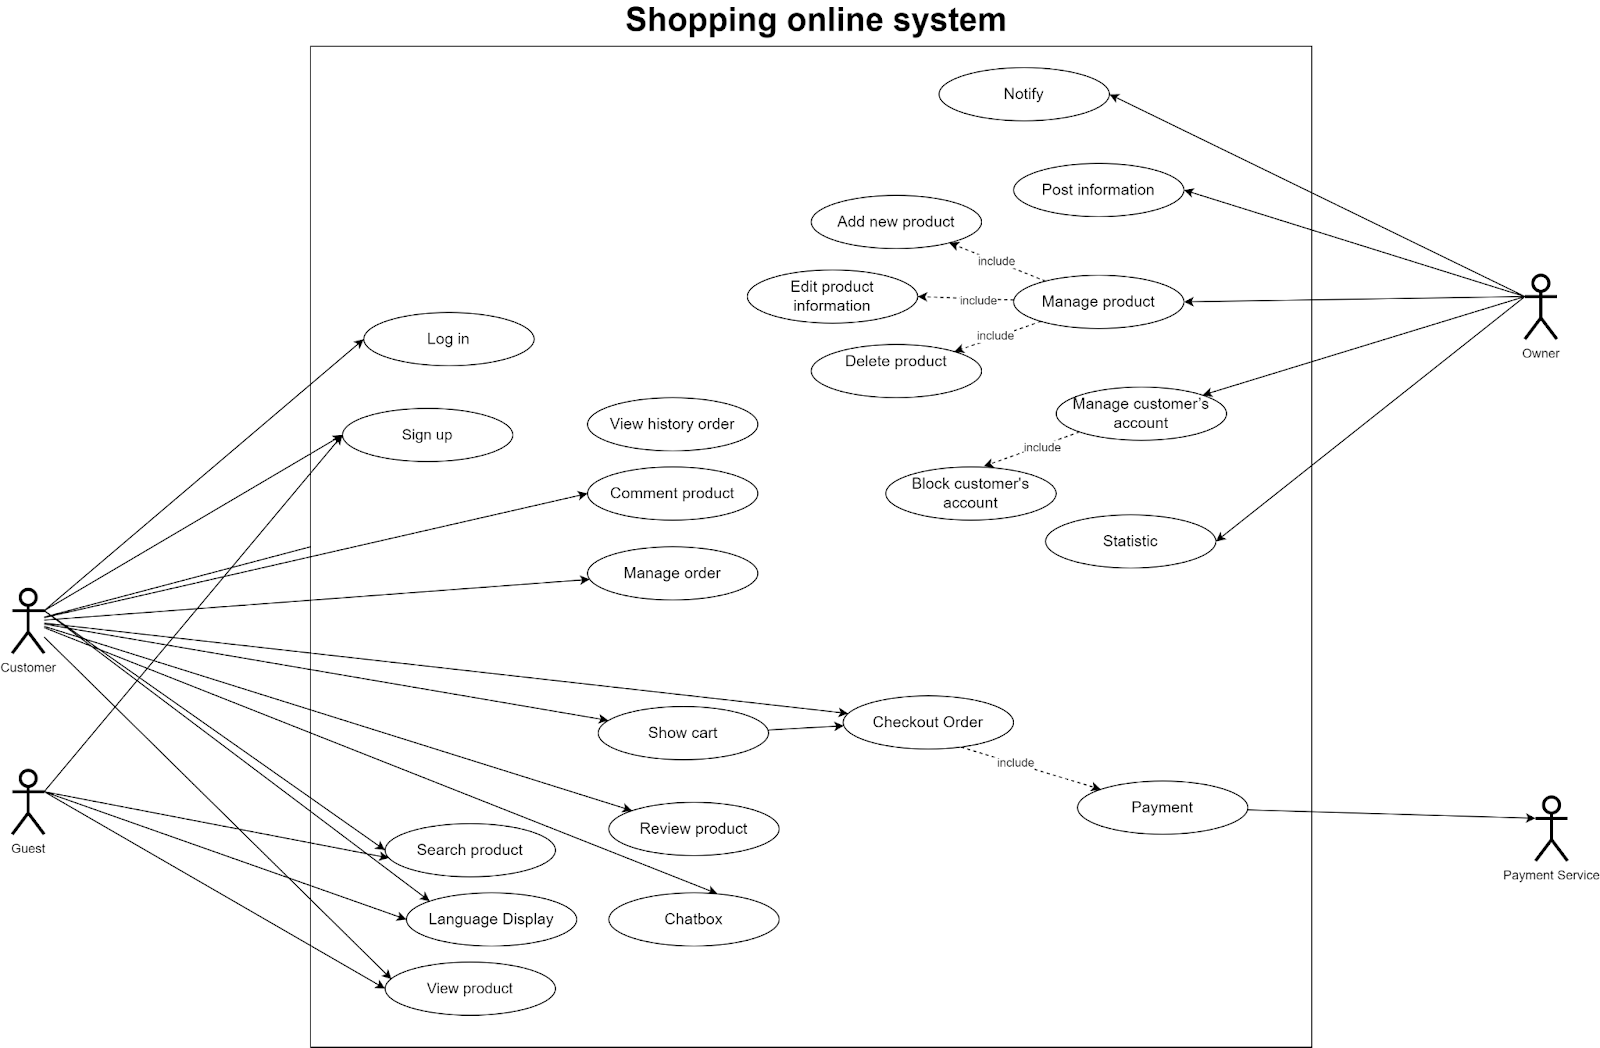 Shopping online system
Notify
Post information
Add new product
include
Edit product
information
include
Manage product
include
Delete product
Owner
Log in
Manage customer's
account
View history order
Sign up
include
Block customer's
account
Comment product
Statistic
Manage order
Customer
Show cart
Checkout Order
include
Payment
Review product
Search product
Guest
Payment Service
Language Display
Chatbox
View product